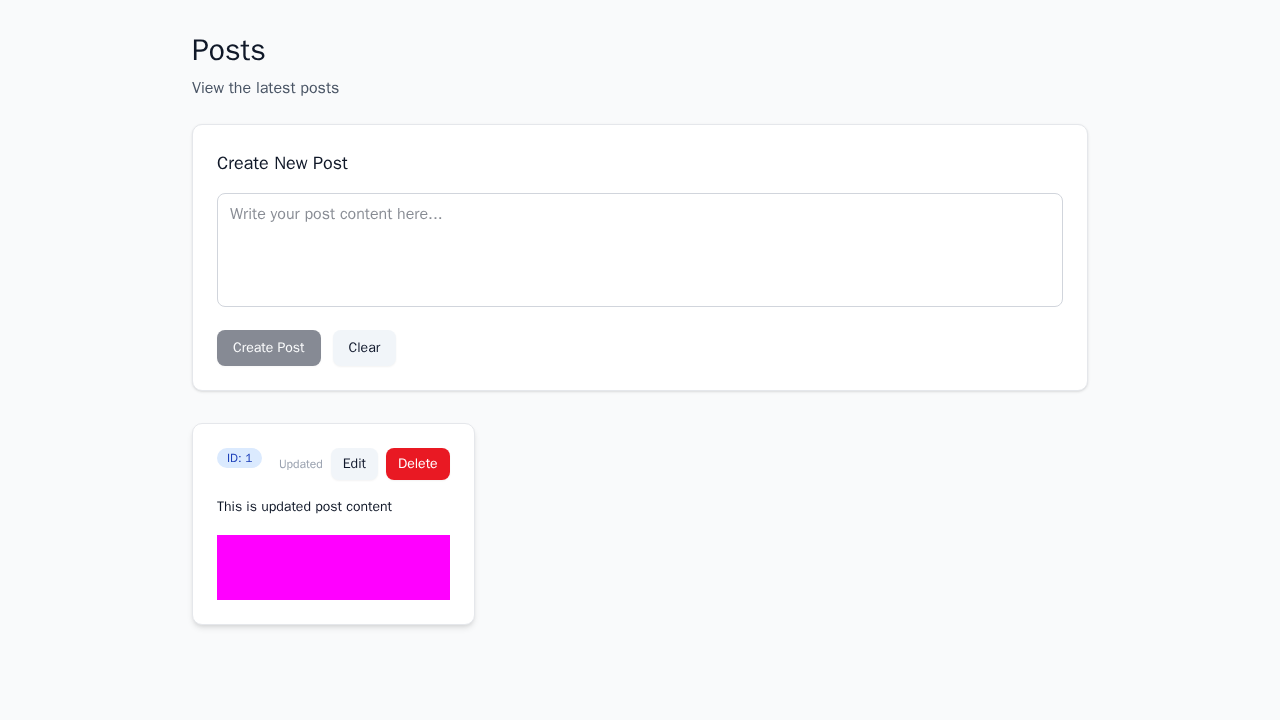 Posts
View the latest posts
Create New Post
Write your post content here...
Create Post Clear
ID: 1 Updated Edit Delete
This is updated post content